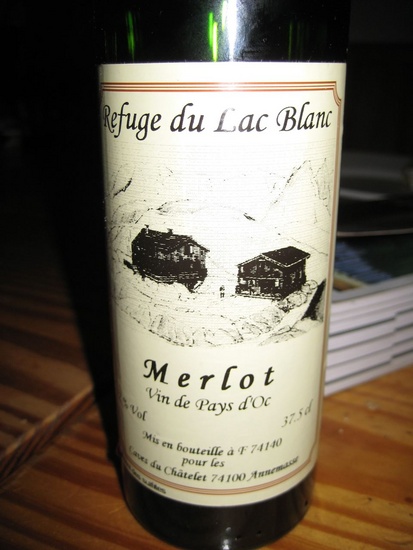 Refuge du Lac Blanc
Merlot
Vin de Pays d'Oc
% Vol
37.5 cl
Mis en bouteille à F 74140
pour les
Caves du Châtelet 74100 Annemasse